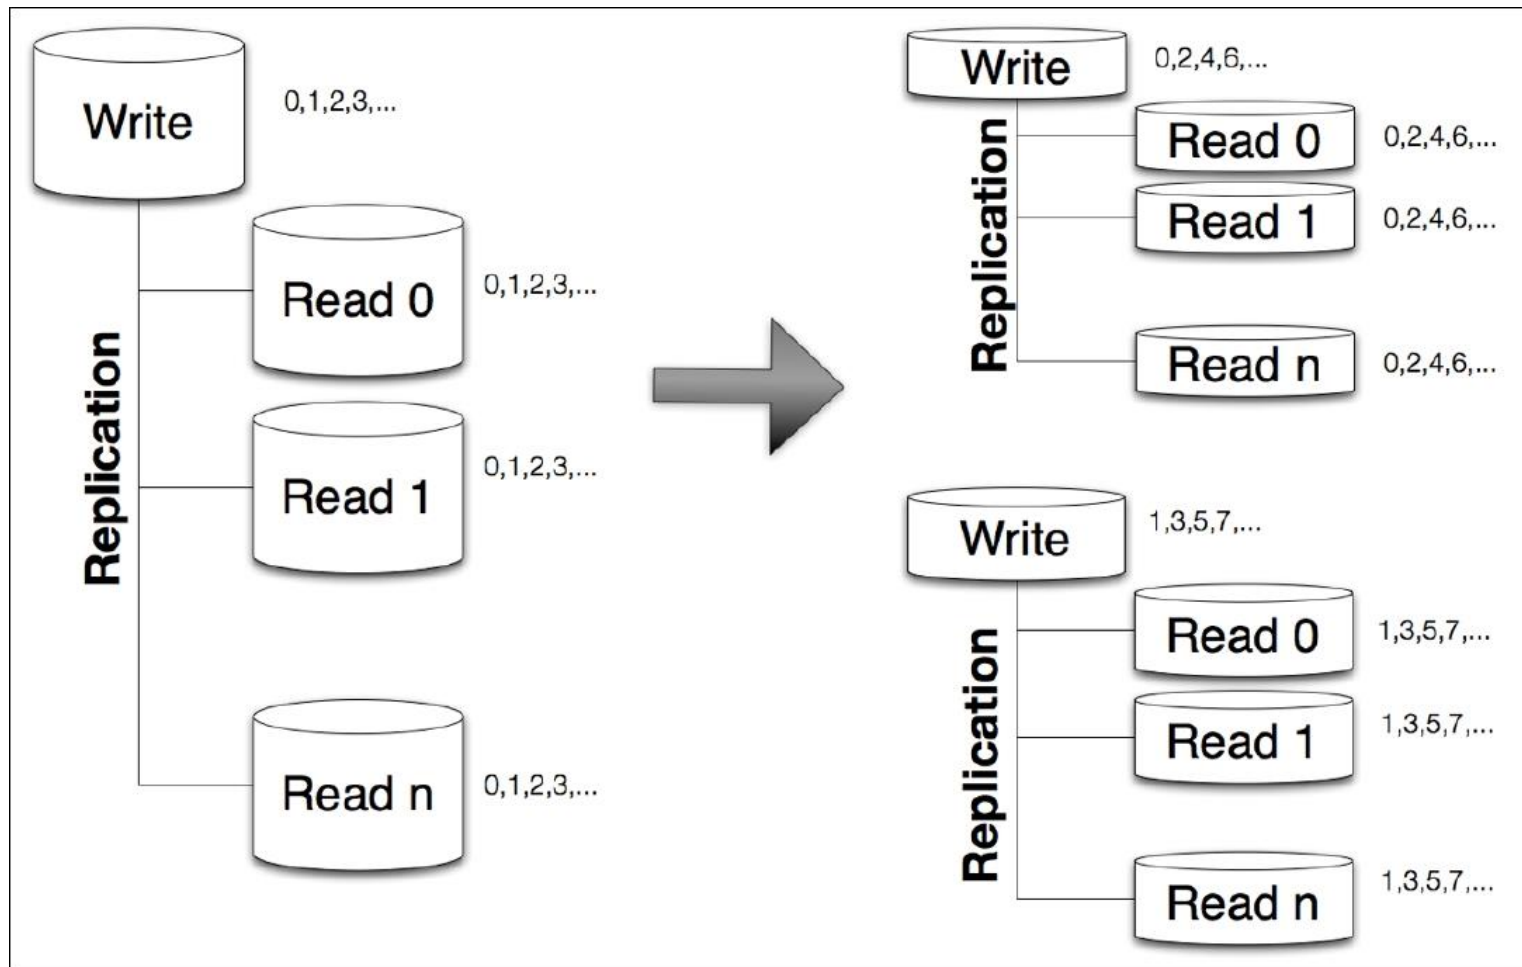 Write
0,1,2,3,...
Replication
Read 0
0,1,2,3,...
Read 1
0,1,2,3,...
Read n
0,1,2,3,...
Write
0,2,4,6,...
Replication
Read 0
0,2,4,6,...
Read 1
0,2,4,6,...
Read n
0,2,4,6,...
Write
1,3,5,7,...
Replication
Read 0
1,3,5,7,...
Read 1
1,3,5,7,...
Read n
1,3,5,7,...